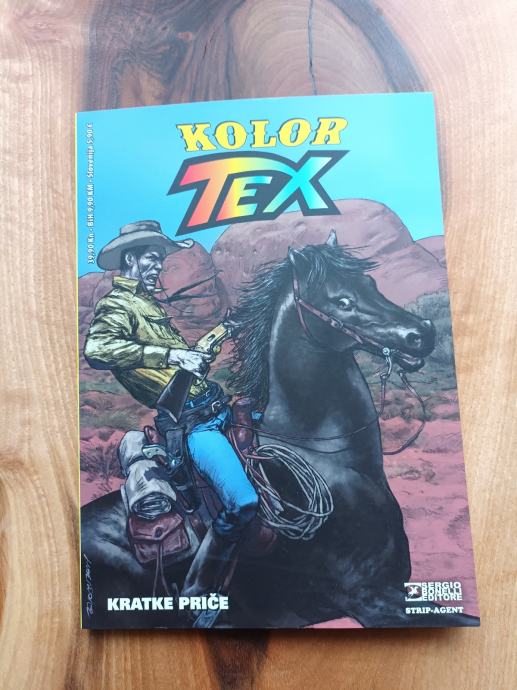 KOLOR
TEX
39,90 Kn. • BiH 9,90 KM • Slovenija 5,90 €
KRATKE PRIČE
SERGIO
BONELLI
EDITORE
STRIP-AGENT